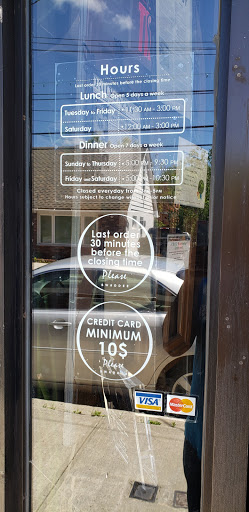 Hours
Last order 30 minutes before the closing time
Lunch Open 5 days a week
Tuesday to Friday 11:00 AM - 3:00 PM
Saturday 12:00 AM - 3:00 PM
Dinner Open 7 days a week
Sunday to Thursday 5:00 PM - 9:30 PM
Friday and Saturday 5:00 PM - 10:30 PM
Closed everyday from 3PM-5PM
Hours subject to change without prior notice
Last order
30 minutes
before the
closing time
Please
CREDIT CARD
MINIMUM
10$
Please
VISA
MasterCard